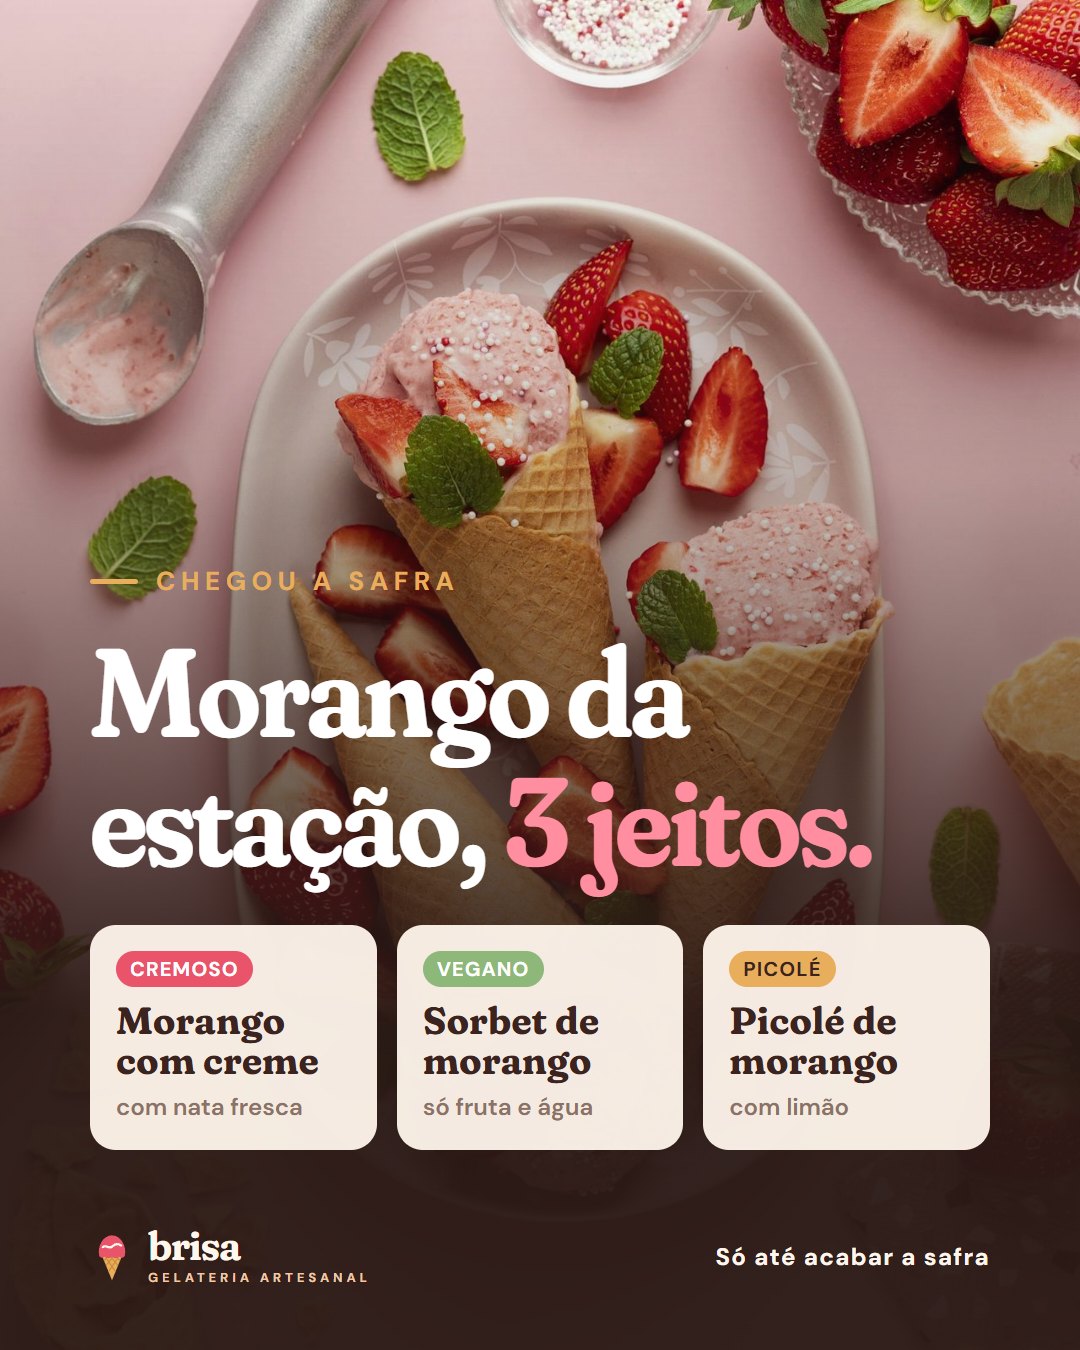 CHEGOU A SAFRA
Morango da
estação, 3 jeitos.
CREMOSO
Morango
com creme
com nata fresca
VEGANO
Sorbet de
morango
só fruta e água
PICOLÉ
Picolé de
morango
com limão
brisa
GELATERIA ARTESANAL
Só até acabar a safra